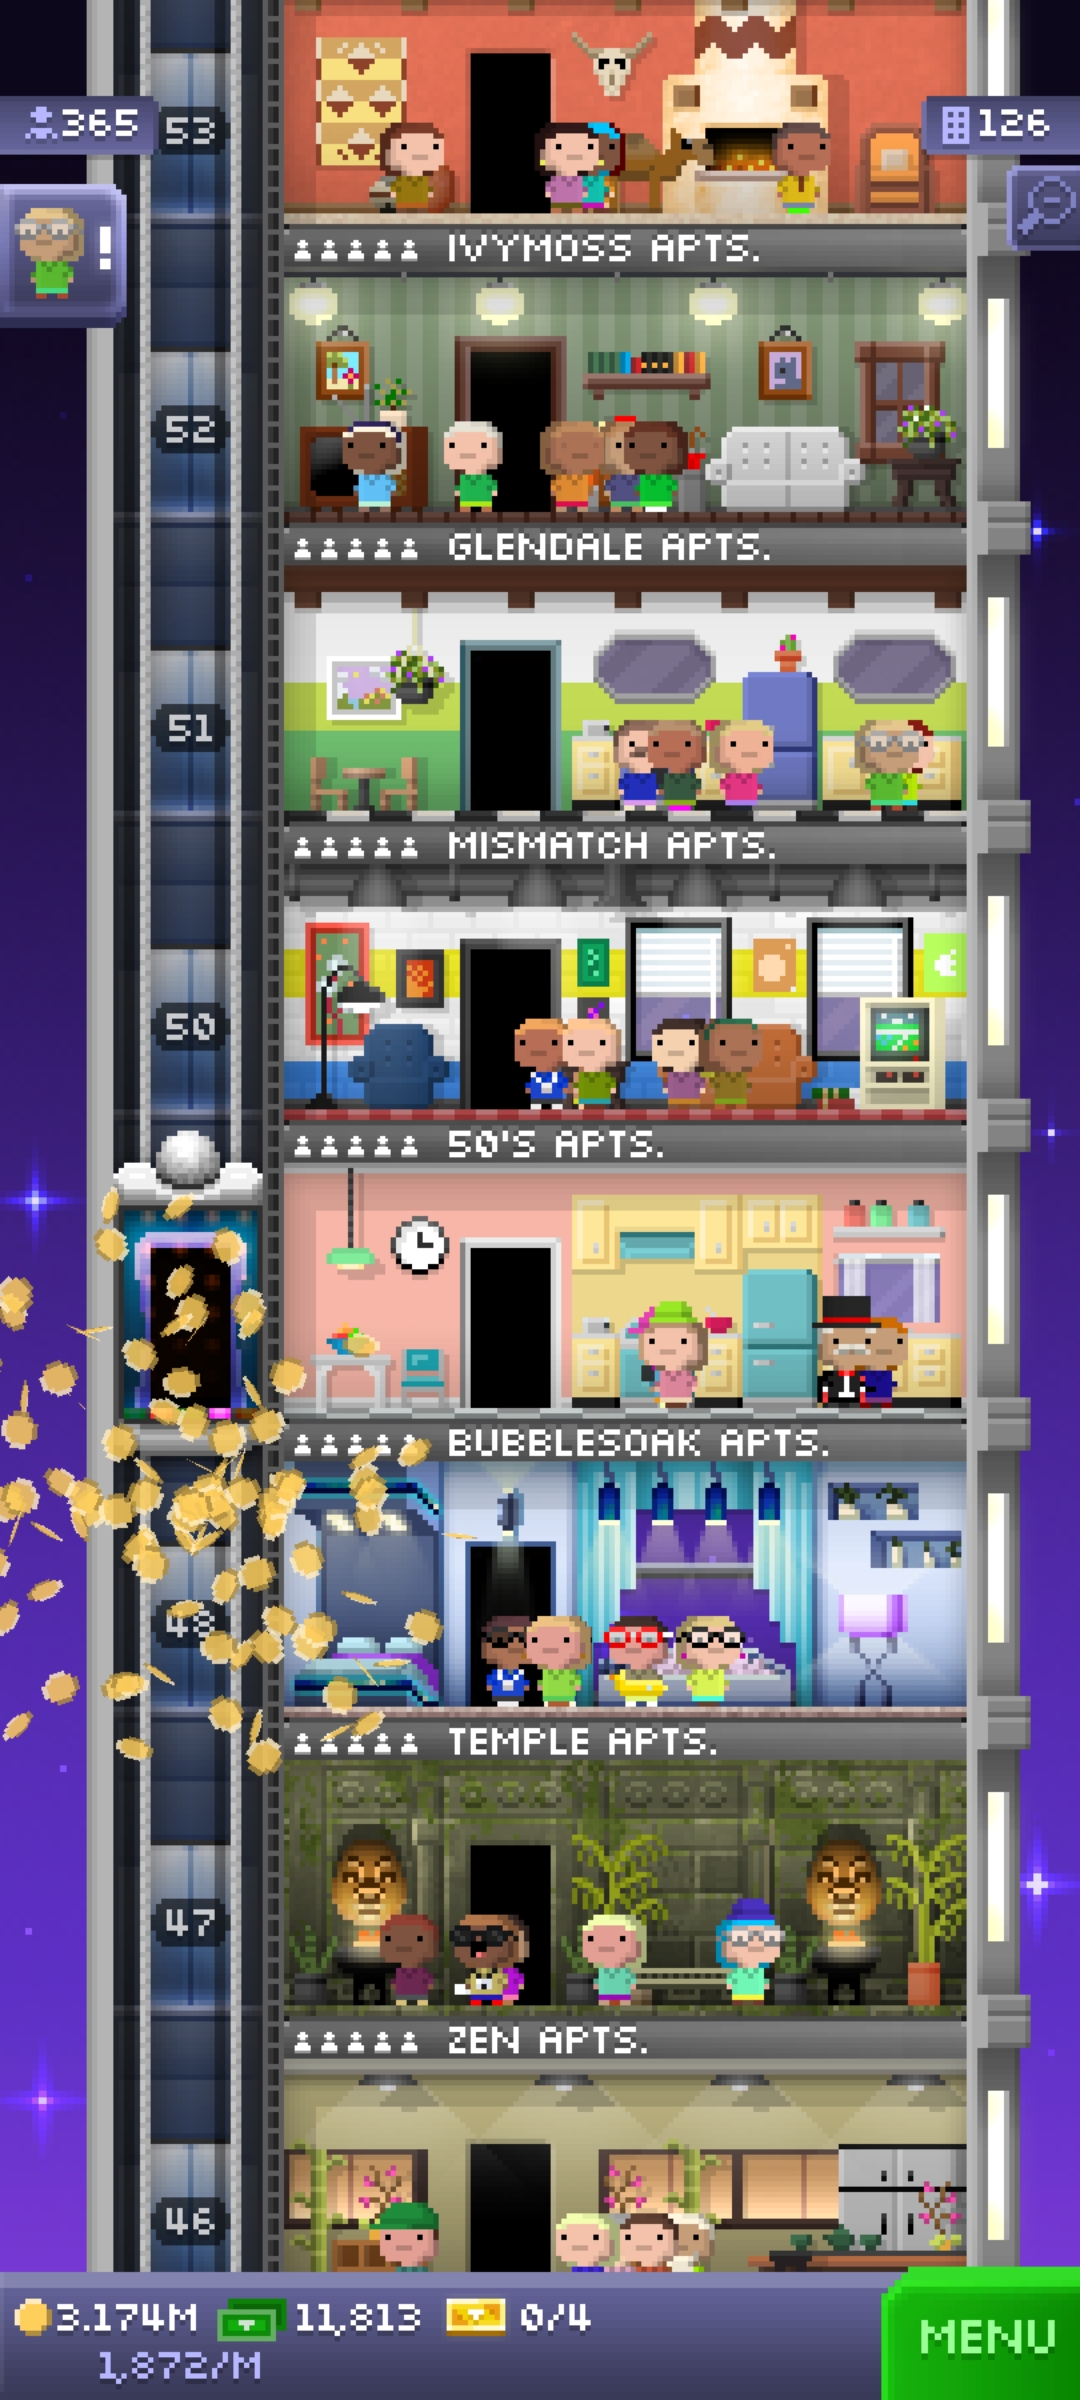 365
53
126
!
IVYMOSS APTS.
52
GLENDALE APTS.
51
MISMATCH APTS.
50
50'S APTS.
BUBBLESOAK APTS.
48
TEMPLE APTS.
47
ZEN APTS.
46
3.174M 11,813 0/4
1,872/M
MENU